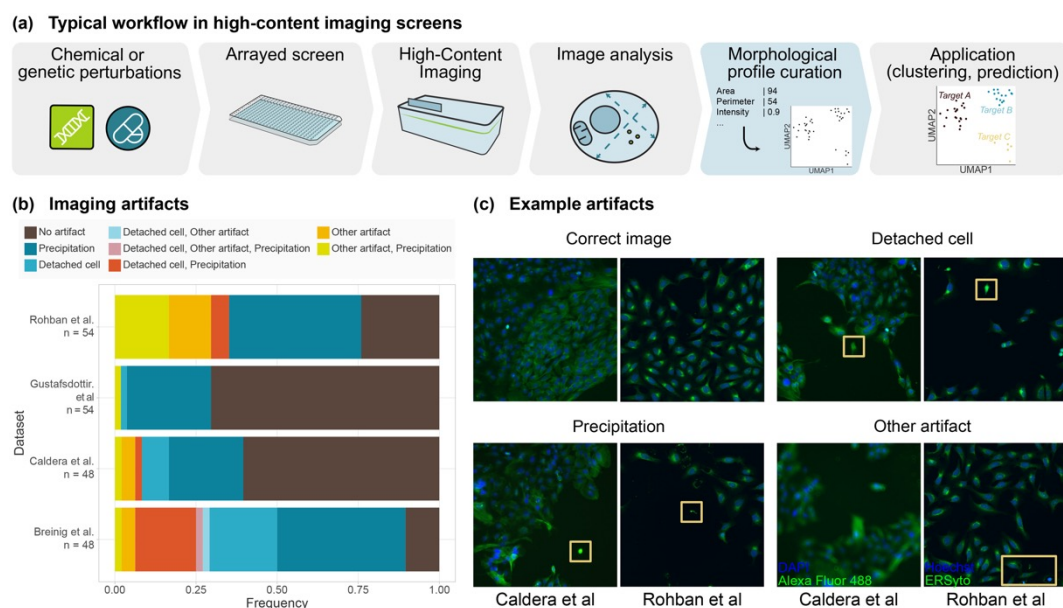 (a) Typical workflow in high-content imaging screens
Chemical or
genetic perturbations
Arrayed screen
High-Content
Imaging
Image analysis
Morphological
profile curation
Area | 94
Perimeter | 54
Intensity | 0.9
...
UMAP2
UMAP1
Application
(clustering, prediction)
Target A
Target B
Target C
UMAP2
UMAP1
(b) Imaging artifacts
No artifact
Precipitation
Detached cell
Detached cell, Other artifact
Detached cell, Other artifact, Precipitation
Detached cell, Precipitation
Other artifact
Other artifact, Precipitation
Dataset
Rohban et al.
n = 54
Gustafsdottir.
et al
n = 54
Caldera et al.
n = 48
Breinig et al.
n = 48
0.00
0.25
0.50
0.75
1.00
Frequency
(c) Example artifacts
Correct image
Detached cell
Precipitation
Other artifact
DAPI
Alexa Fluor 488
Hoechst
ERSyto
Caldera et al
Rohban et al
Caldera et al
Rohban et al